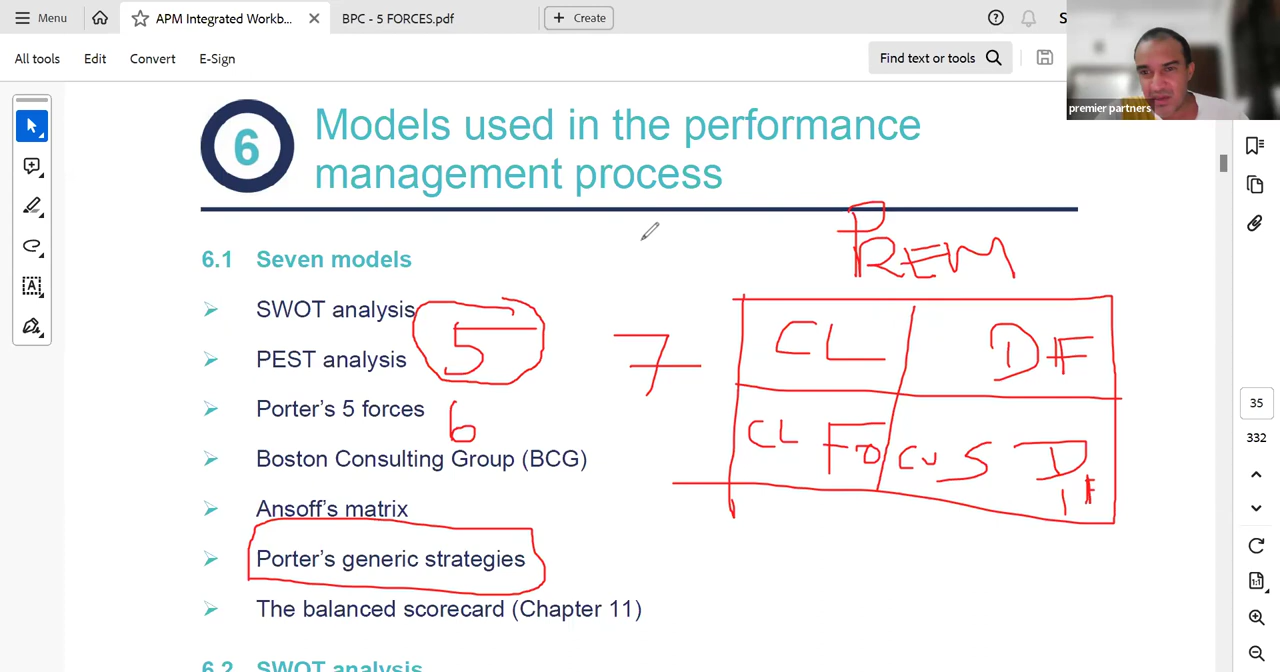 Menu
APM Integrated Workb...
BPC - 5 FORCES.pdf
Create
S
All tools
Edit
Convert
E-Sign
Find text or tools
premier partners
6
Models used in the performance
management process
PREM
6.1 Seven models
SWOT analysis
5
PEST analysis
7
CL
DF
Porter's 5 forces
6
CL Focus D
F
Boston Consulting Group (BCG)
Ansoff's matrix
Porter's generic strategies
The balanced scorecard (Chapter 11)
6.2 SWOT analysis
35
332
1:1